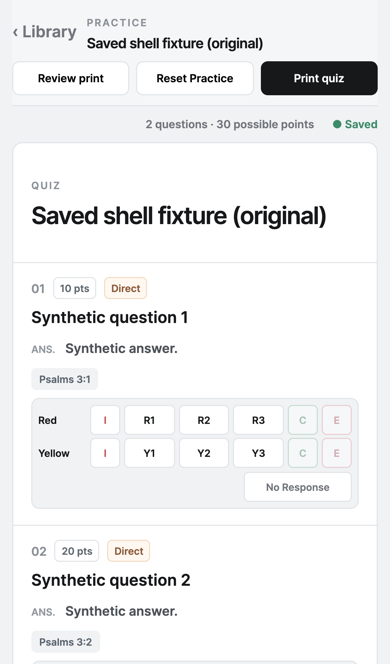 ‹ Library
PRACTICE
Saved shell fixture (original)
Review print
Reset Practice
Print quiz
2 questions · 30 possible points
Saved
QUIZ
Saved shell fixture (original)
01 10 pts Direct
Synthetic question 1
ANS. Synthetic answer.
Psalms 3:1
Red I R1 R2 R3 C E
Yellow I Y1 Y2 Y3 C E
No Response
02 20 pts Direct
Synthetic question 2
ANS. Synthetic answer.
Psalms 3:2